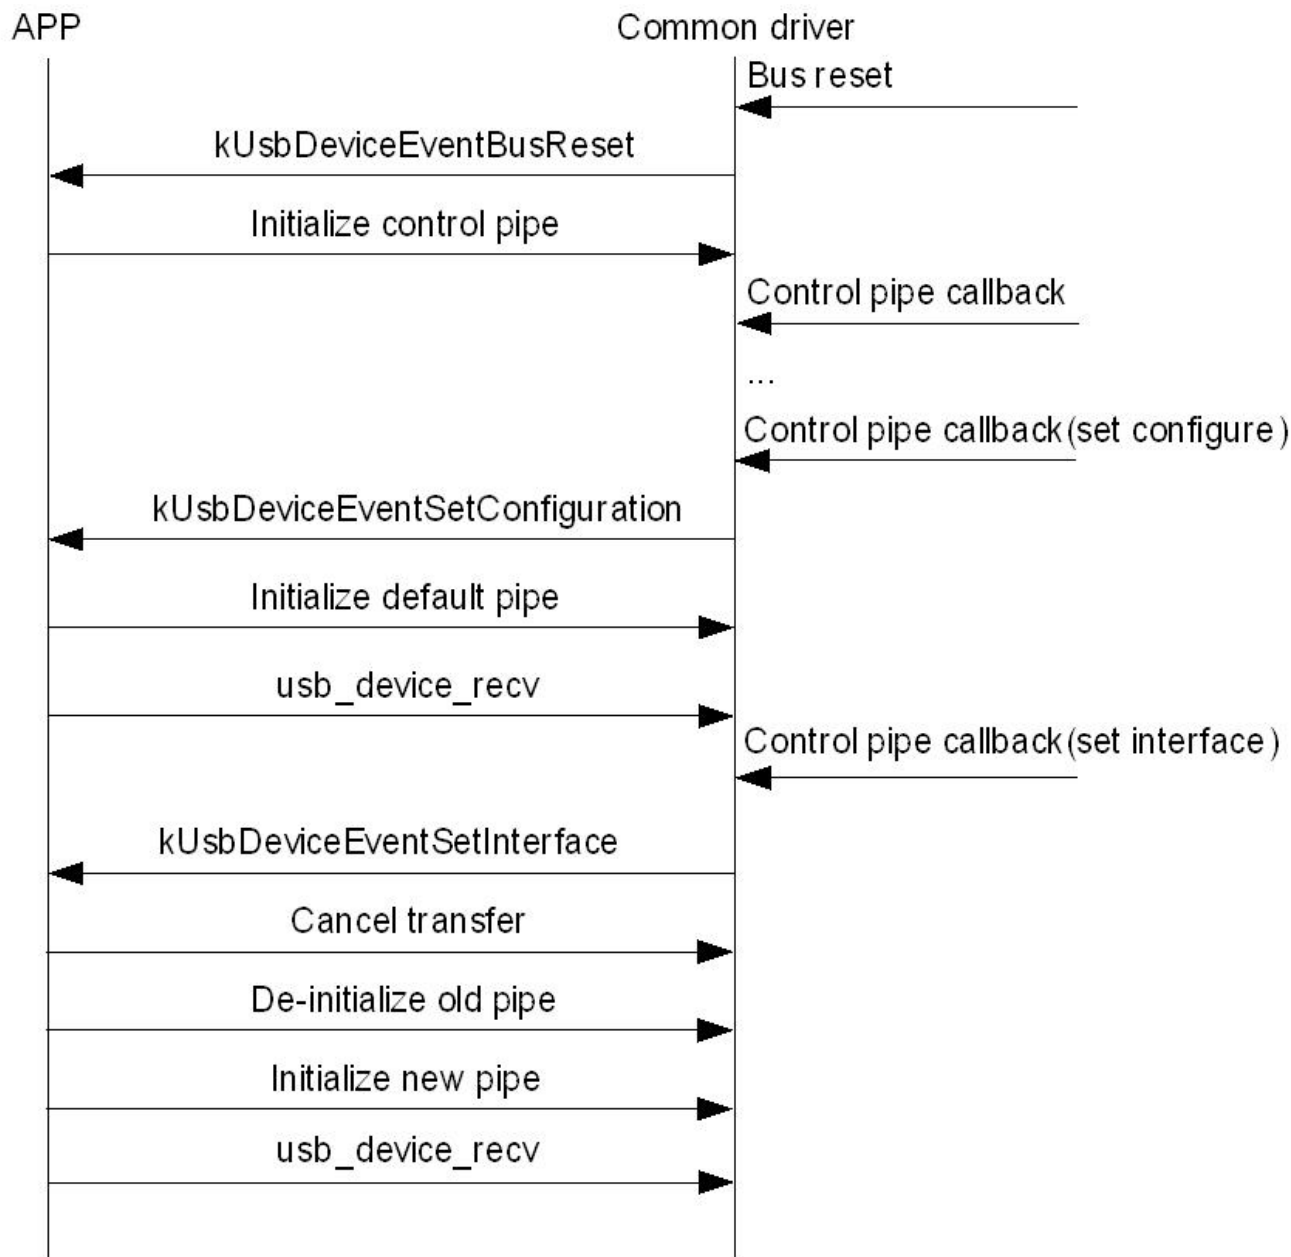 APP
Common driver
Bus reset
kUsbDeviceEventBusReset
Initialize control pipe
Control pipe callback
...
Control pipe callback(set configure)
kUsbDeviceEventSetConfiguration
Initialize default pipe
usb_device_recv
Control pipe callback(set interface)
kUsbDeviceEventSetInterface
Cancel transfer
De-initialize old pipe
Initialize new pipe
usb_device_recv